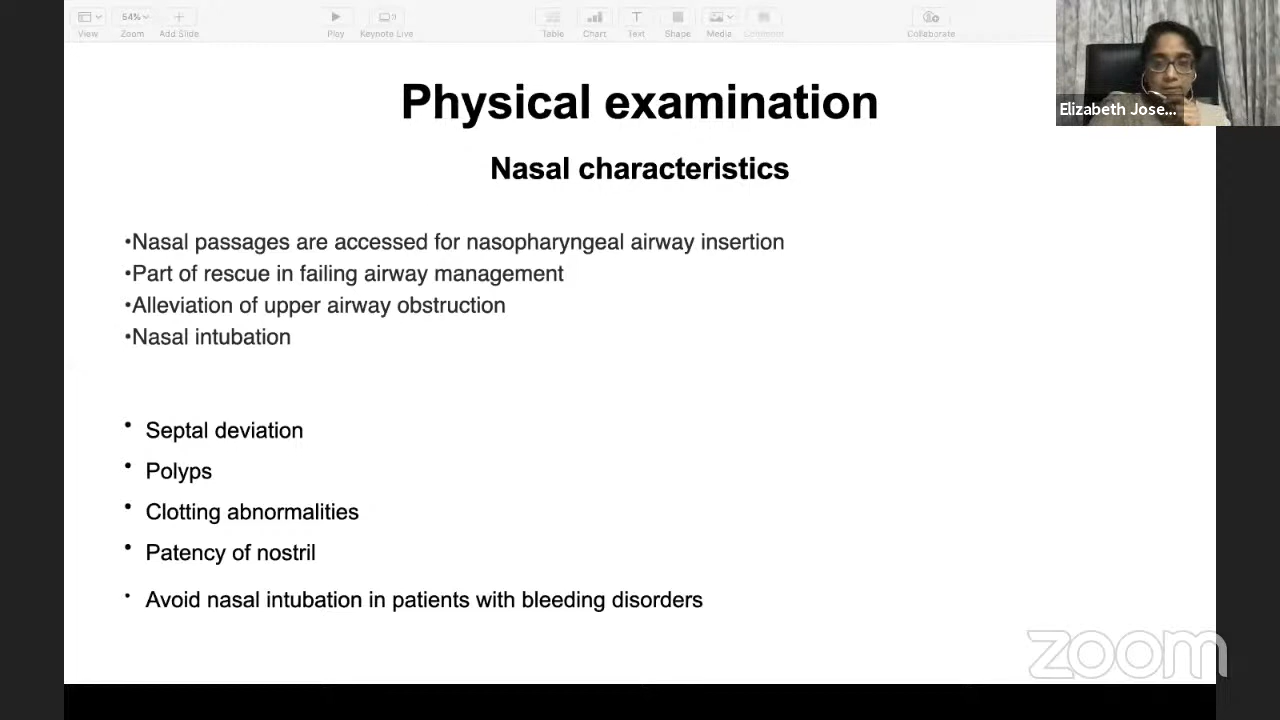 View
54%
Zoom
Add Slide
Play
Keynote Live
Table
Chart
Text
Shape
Media
Comment
Collaborate
Elizabeth Jose...
Physical examination
Nasal characteristics
•Nasal passages are accessed for nasopharyngeal airway insertion
•Part of rescue in failing airway management
•Alleviation of upper airway obstruction
•Nasal intubation
• Septal deviation
• Polyps
• Clotting abnormalities
• Patency of nostril
• Avoid nasal intubation in patients with bleeding disorders
zoom